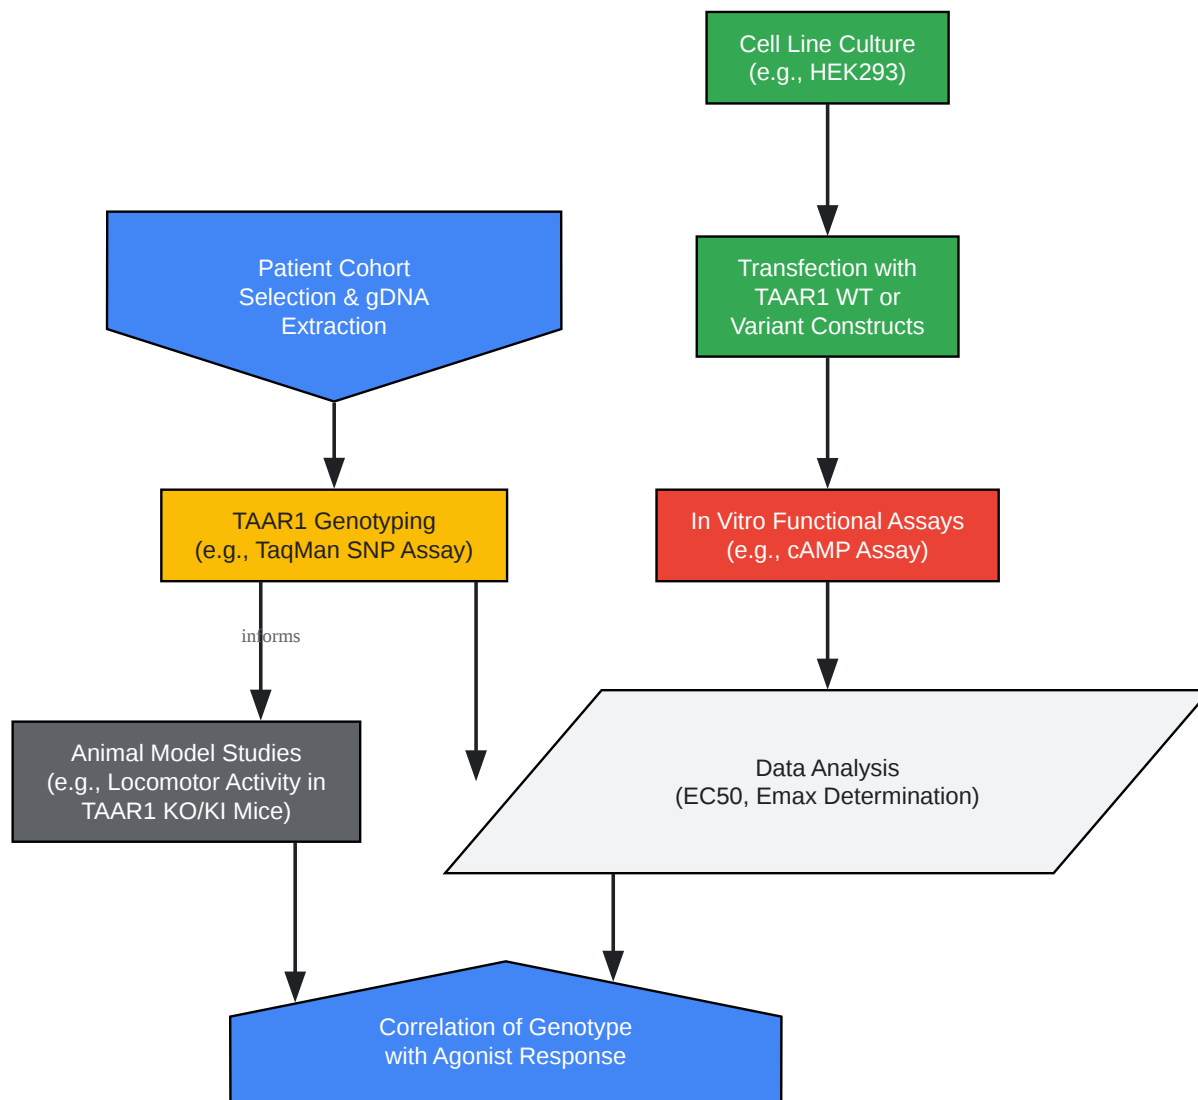 Cell Line Culture
(e.g., HEK293)
Patient Cohort
Selection & gDNA
Extraction
Transfection with
TAAR1 WT or
Variant Constructs
TAAR1 Genotyping
(e.g., TaqMan SNP Assay)
In Vitro Functional Assays
(e.g., cAMP Assay)
informs
Animal Model Studies
(e.g., Locomotor Activity in
TAAR1 KO/KI Mice)
Data Analysis
(EC50, Emax Determination)
Correlation of Genotype
with Agonist Response